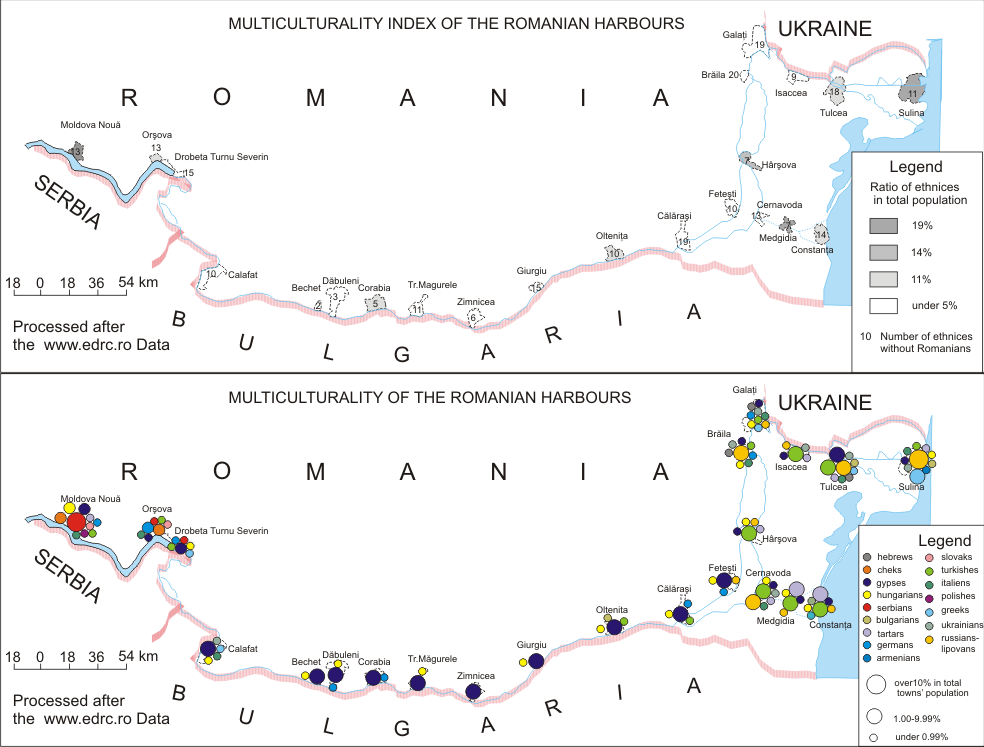 MULTICULTURALITY INDEX OF THE ROMANIAN HARBOURS
UKRAINE
Galați
19
Brăila 20
9
Isaccea
18
Tulcea
11
Sulina
R O M A N I A
Moldova Nouă
13
Orșova
13
Drobeta Turnu Severin
15
SERBIA
7
Hârșova
Fetești
10
Cernavoda
13
Medgidia
14
Constanța
Călărași
19
Oltenița
10
Giurgiu
15
10
Calafat
Bechet
2
Dăbuleni
3
Corabia
5
Tr.Magurele
11
Zimnicea
6
18 0 18 36 54 km
Processed after
the www.edrc.ro Data
B U L G A R I A
Legend
Ratio of ethnices
in total population
19%
14%
11%
under 5%
10 Number of ethnices
without Romanians
MULTICULTURALITY OF THE ROMANIAN HARBOURS
UKRAINE
Galați
Brăila
Isaccea
Tulcea
Sulina
R O M A N I A
Moldova Nouă
Orșova
Drobeta Turnu Severin
SERBIA
Hârșova
Fetești
Cernavoda
Medgidia
Constanța
Călărași
Oltenita
Giurgiu
Calafat
Bechet
Dăbuleni
Corabia
Tr.Măgurele
Zimnicea
18 0 18 36 54 km
Processed after
the www.edrc.ro Data
B U L G A R I A
Legend
hebrews
cheks
gypses
hungarians
serbians
bulgarians
tartars
germans
armenians
slovaks
turkishes
italiens
polishes
greeks
ukrainians
russians-
lipovans
over10% in total
towns' population
1.00-9.99%
under 0.99%